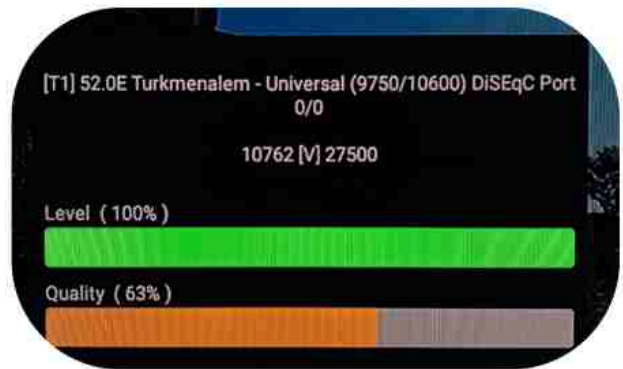 [T1] 52.0E Turkmenalem - Universal (9750/10600) DiSEqC Port
0/0
10762 [V] 27500
Level ( 100% )
Quality ( 63% )